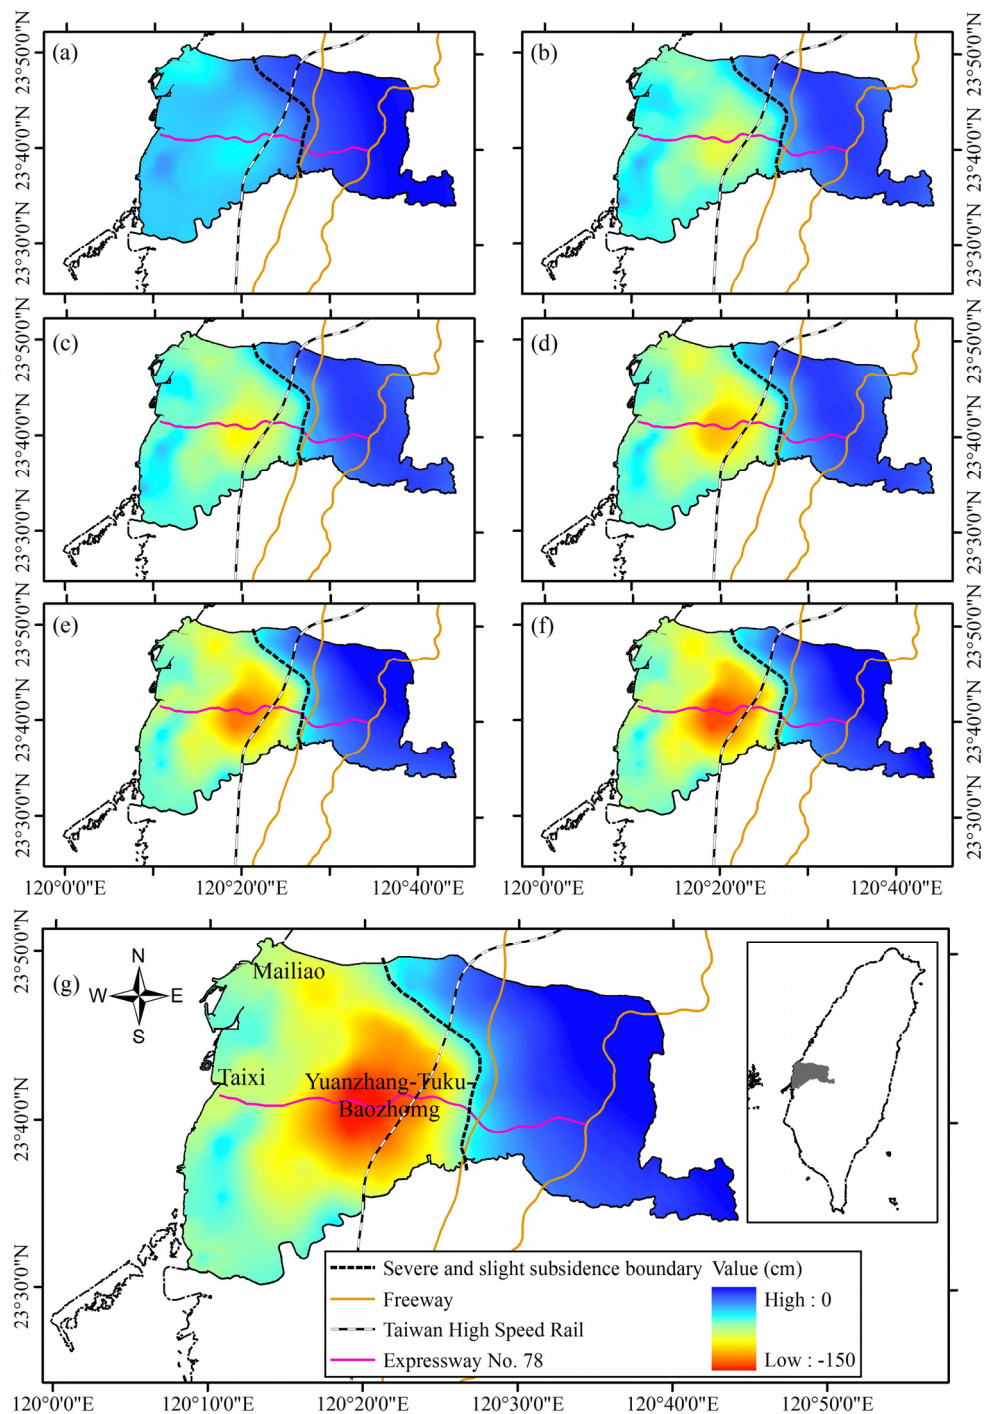 (a)
(b)
23°50'0"N
23°40'0"N
23°30'0"N
23°50'0"N
23°40'0"N
23°30'0"N
(c)
(d)
23°50'0"N
23°40'0"N
23°30'0"N
23°50'0"N
23°40'0"N
23°30'0"N
(e)
(f)
23°50'0"N
23°40'0"N
23°30'0"N
23°50'0"N
23°40'0"N
23°30'0"N
120°0'0"E 120°20'0"E 120°40'0"E
120°0'0"E 120°20'0"E 120°40'0"E
(g)
N
W E
S
23°50'0"N
23°40'0"N
23°30'0"N
Mailiao
Taixi
Yuanzhang-Tuku-
Baozhomg
Severe and slight subsidence boundary
Freeway
Taiwan High Speed Rail
Expressway No. 78
Value (cm)
High : 0
Low : -150
120°0'0"E 120°10'0"E 120°20'0"E 120°30'0"E 120°40'0"E 120°50'0"E